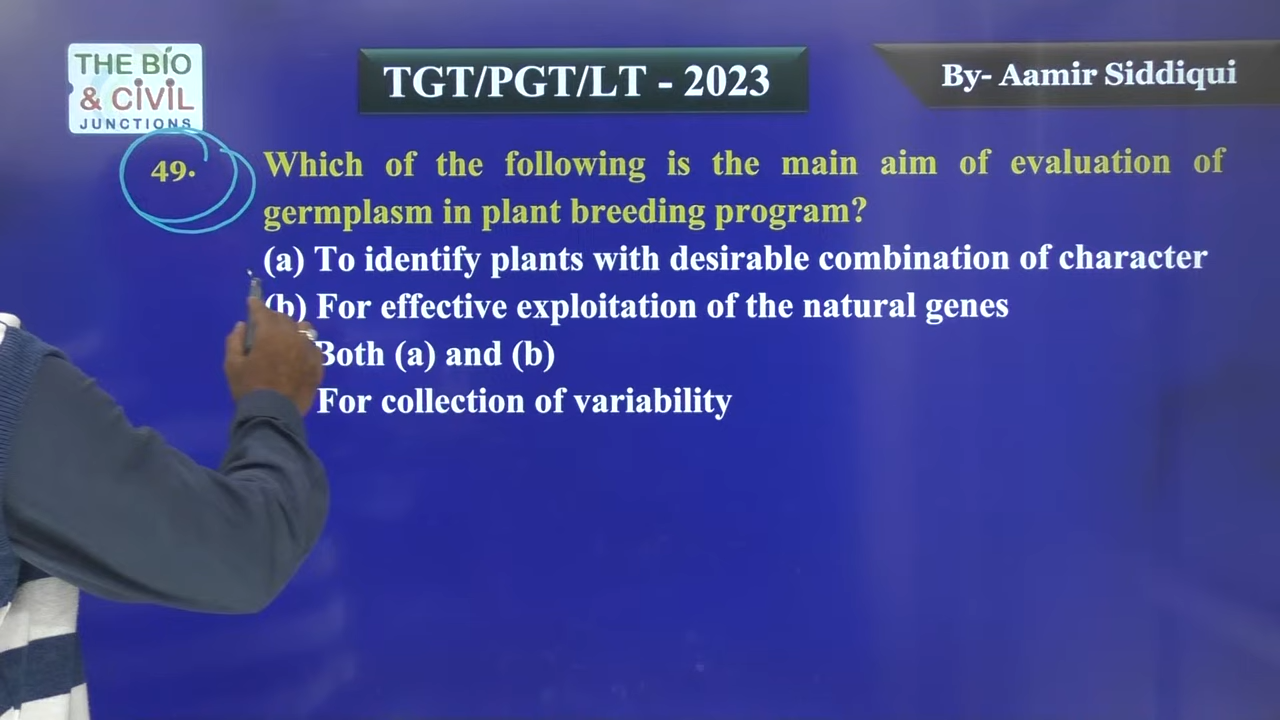 THE BIO
& CIVIL
JUNCTIONS
TGT/PGT/LT - 2023
By- Aamir Siddiqui
49.
Which of the following is the main aim of evaluation of
germplasm in plant breeding program?
(a) To identify plants with desirable combination of character
(b) For effective exploitation of the natural genes
Both (a) and (b)
For collection of variability